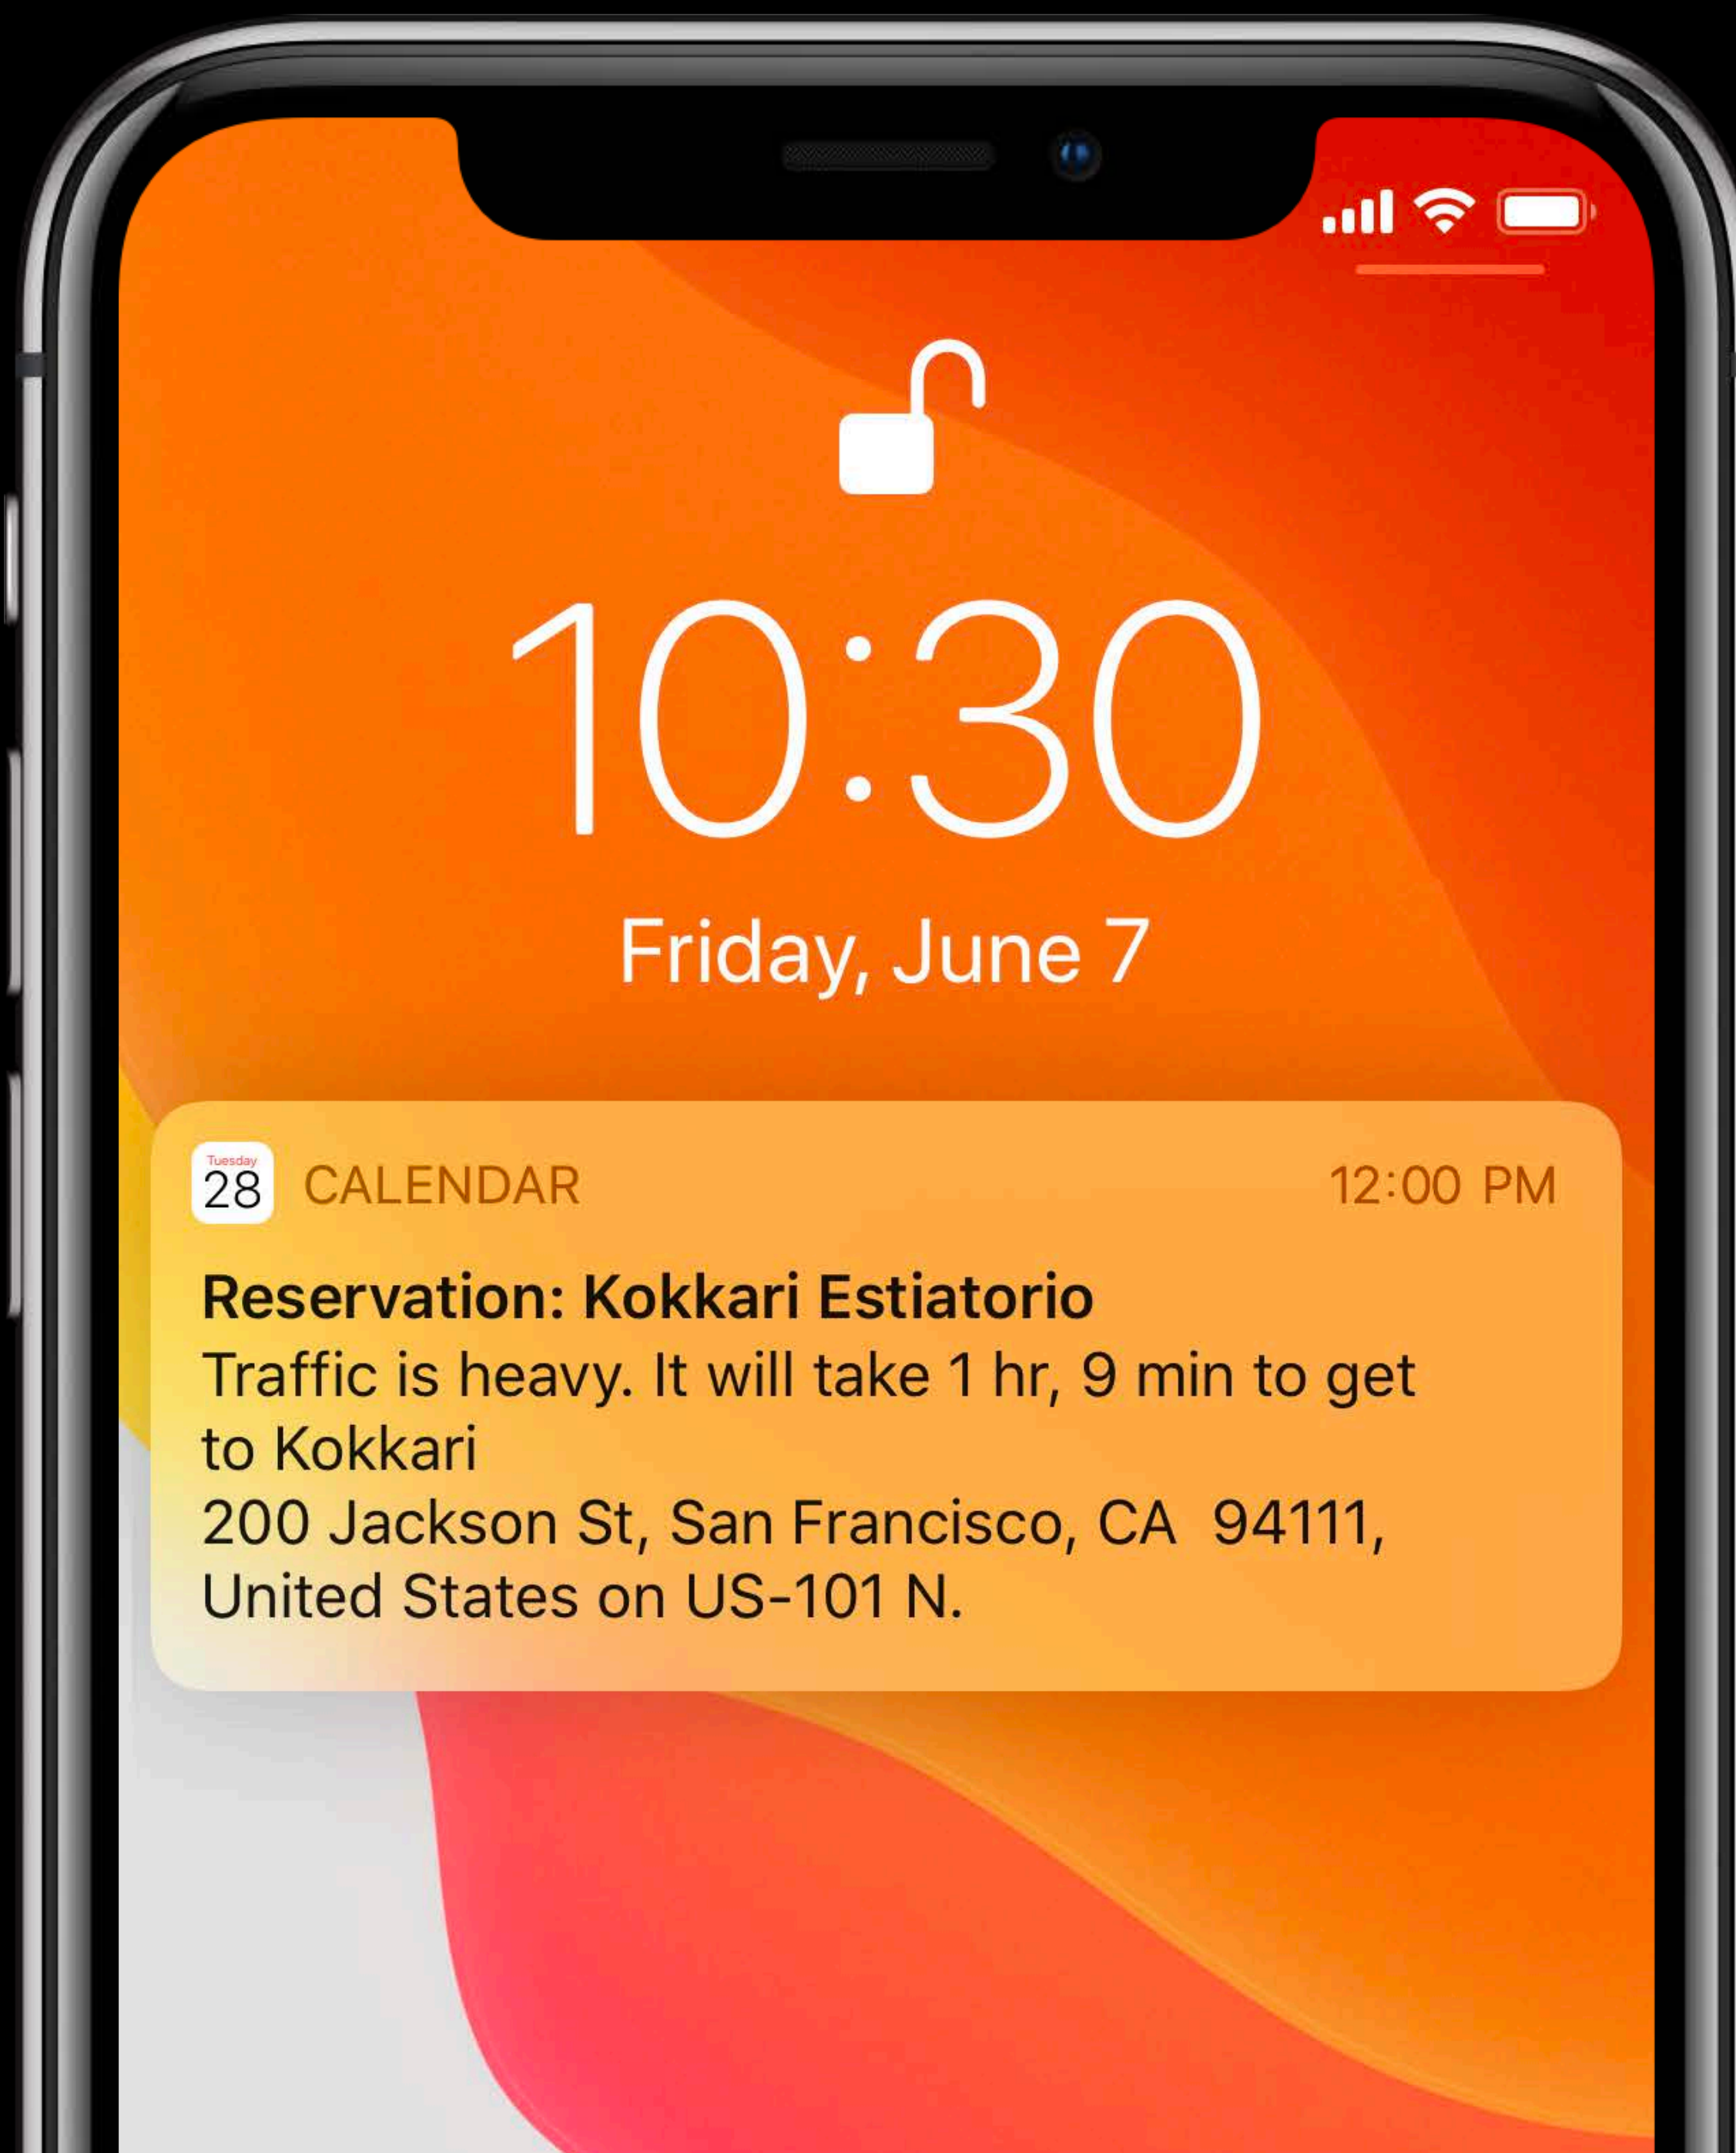 10:30
Friday, June 7
Tuesday
28
CALENDAR
12:00 PM
Reservation: Kokkari Estiatorio
Traffic is heavy. It will take 1 hr, 9 min to get
to Kokkari
200 Jackson St, San Francisco, CA  94111,
United States on US-101 N.